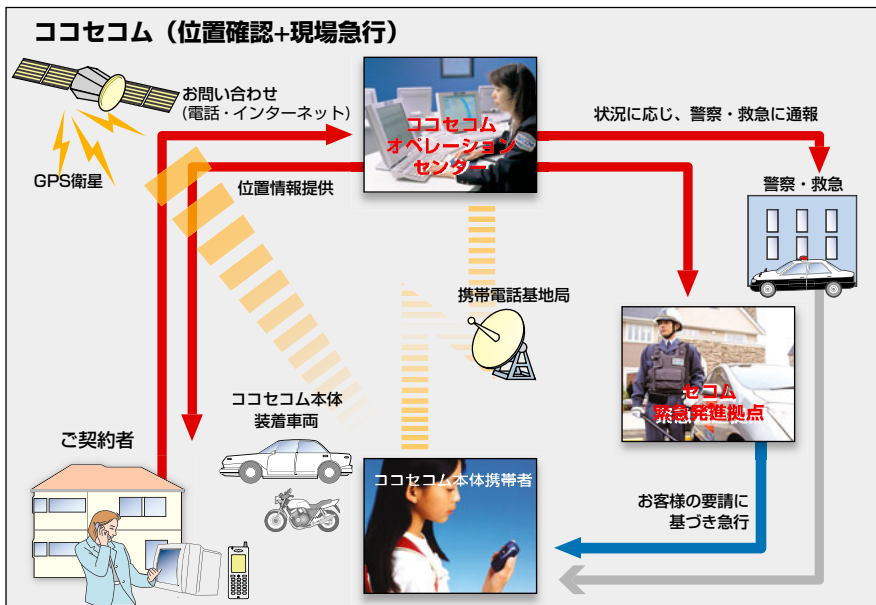 ココセコム（位置確認+現場急行）
お問い合わせ
(電話・インターネット)
GPS衛星
位置情報提供
ココセコム
オペレーション
センター
状況に応じ、警察・救急に通報
警察・救急
携帯電話基地局
セコム
緊急発進拠点
ココセコム本体
装着車両
ご契約者
ココセコム本体携帯者
お客様の要請に
基づき急行